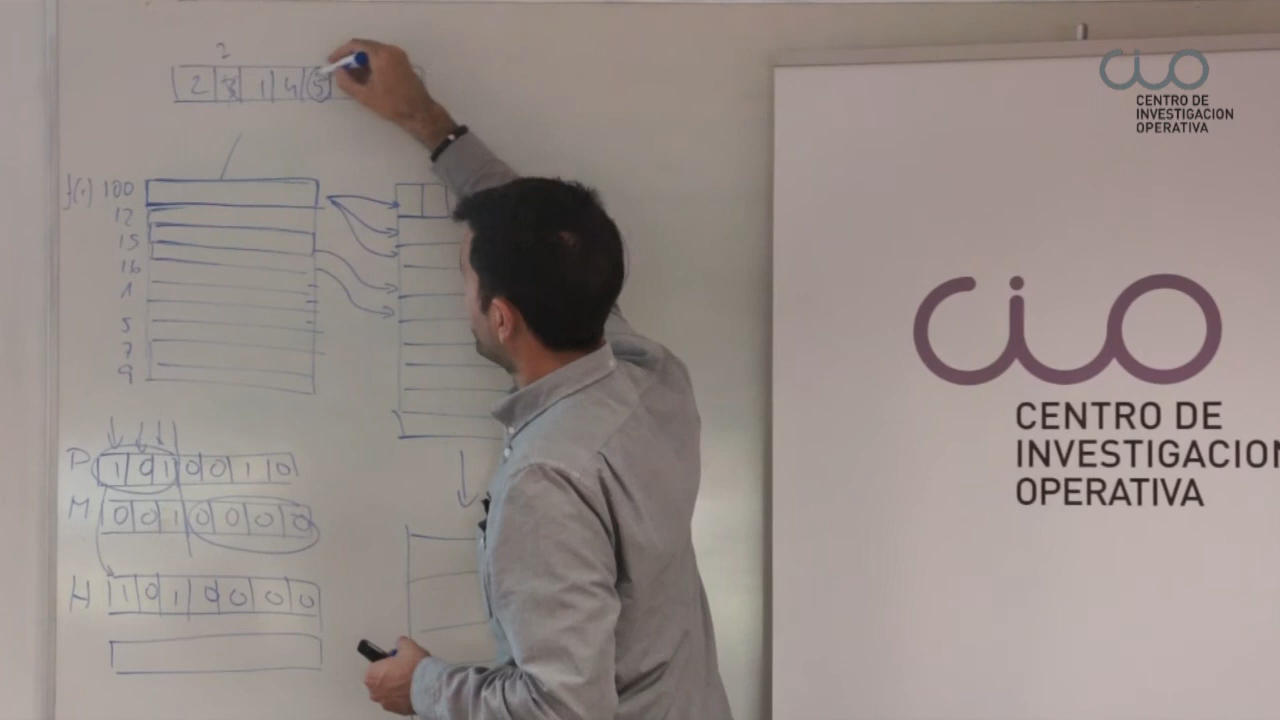 2
2 3 1 4 5
f(·) 100
12
15
16
1
5
7
9
P 1 0 1 0 0 1 0
M 0 0 1 0 0 0 0
H 1 0 1 0 0 0 0
CIO
CENTRO DE
INVESTIGACION
OPERATIVA
CIO
CENTRO DE
INVESTIGACION
OPERATIVA